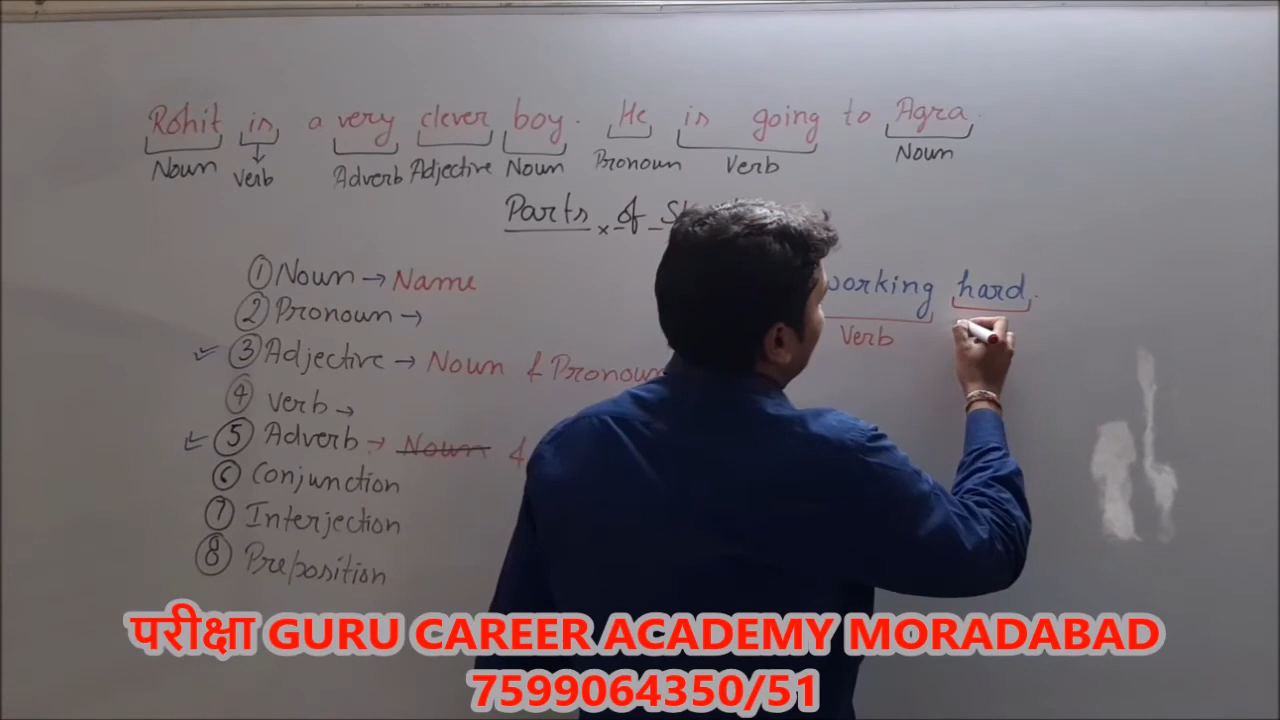 Rohit is a very clever boy. He is going to Agra.
Noun Verb Adverb Adjective Noun Pronoun Verb Noun
Parts of
① Noun → Name
② Pronoun →
③ Adjective → Noun & Pronoun
④ Verb →
⑤ Adverb → Noun &
⑥ Conjunction
⑦ Interjection
⑧ Preposition
working hard.
Verb
परीक्षा GURU CAREER ACADEMY MORADABAD
7599064350/51